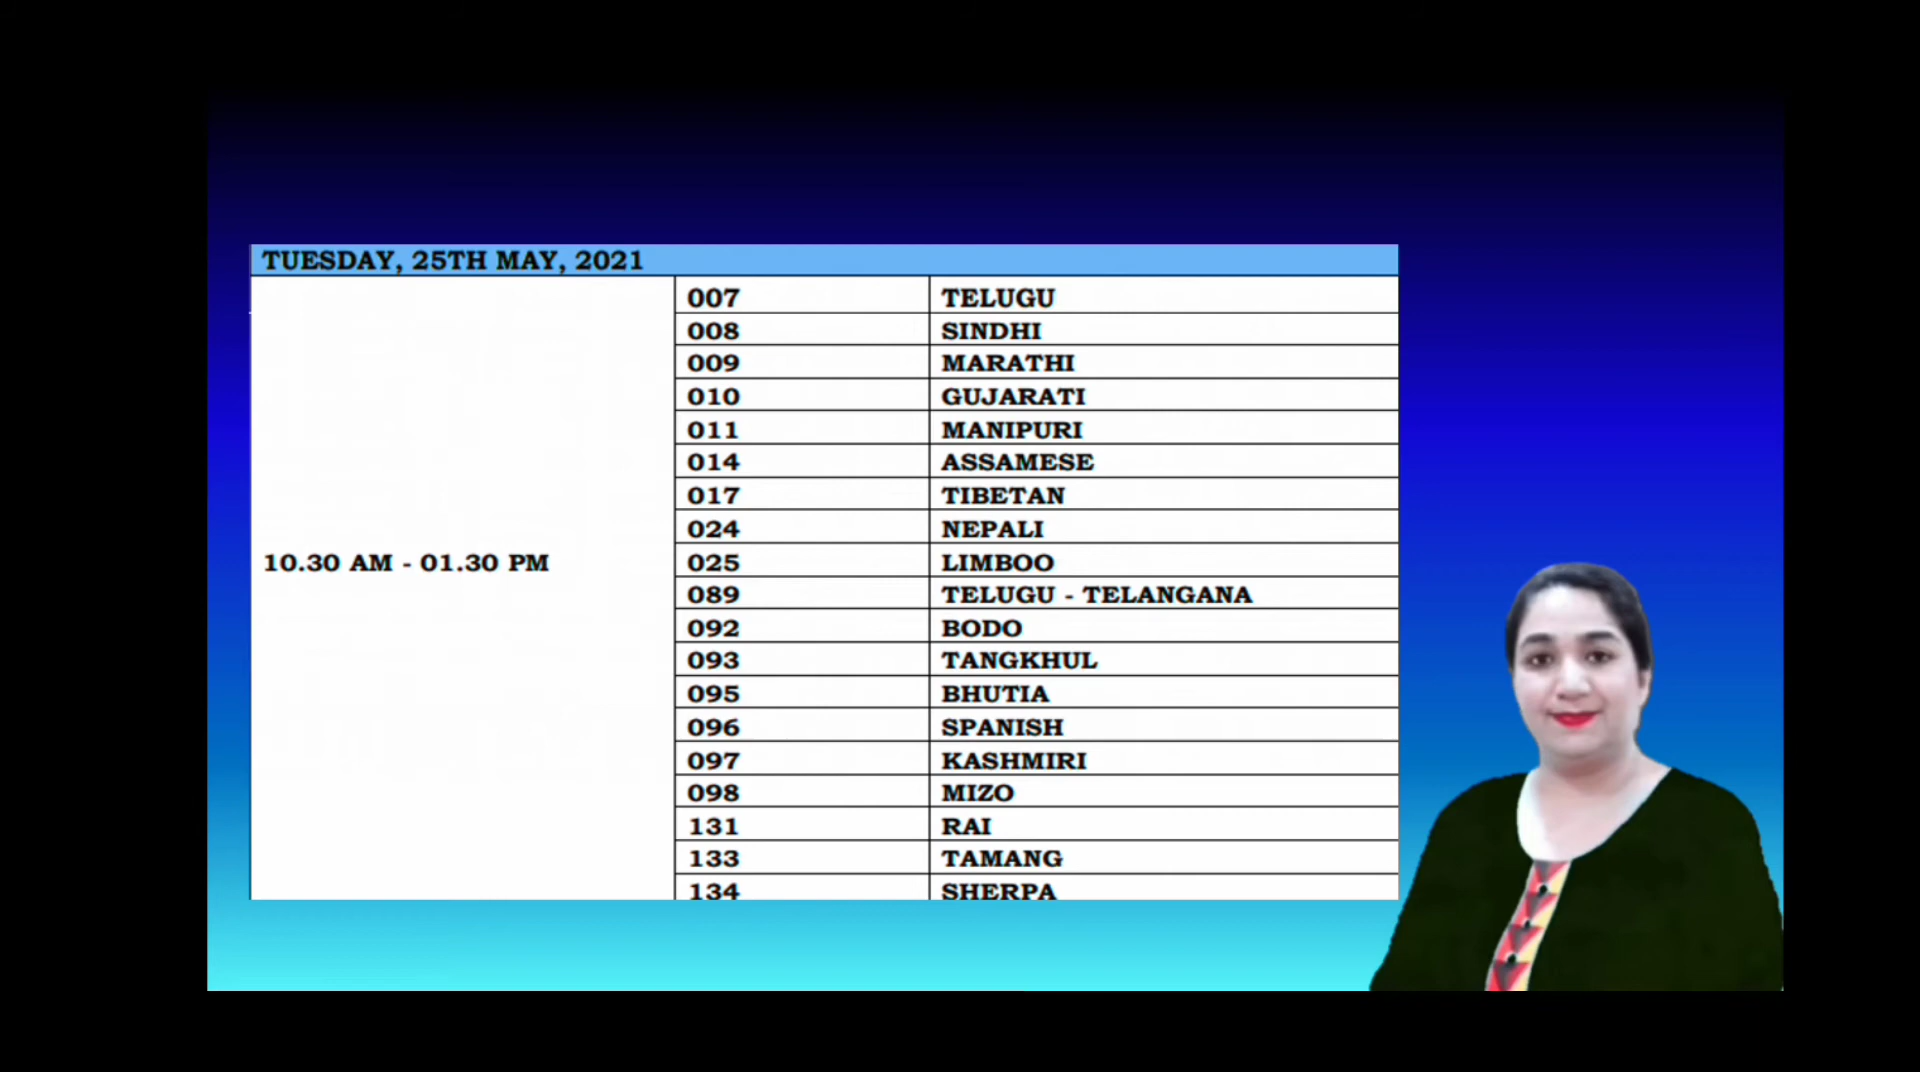 TUESDAY, 25TH MAY, 2021
10.30 AM - 01.30 PM
007 TELUGU
008 SINDHI
009 MARATHI
010 GUJARATI
011 MANIPURI
014 ASSAMESE
017 TIBETAN
024 NEPALI
025 LIMBOO
089 TELUGU - TELANGANA
092 BODO
093 TANGKHUL
095 BHUTIA
096 SPANISH
097 KASHMIRI
098 MIZO
131 RAI
133 TAMANG
134 SHERPA